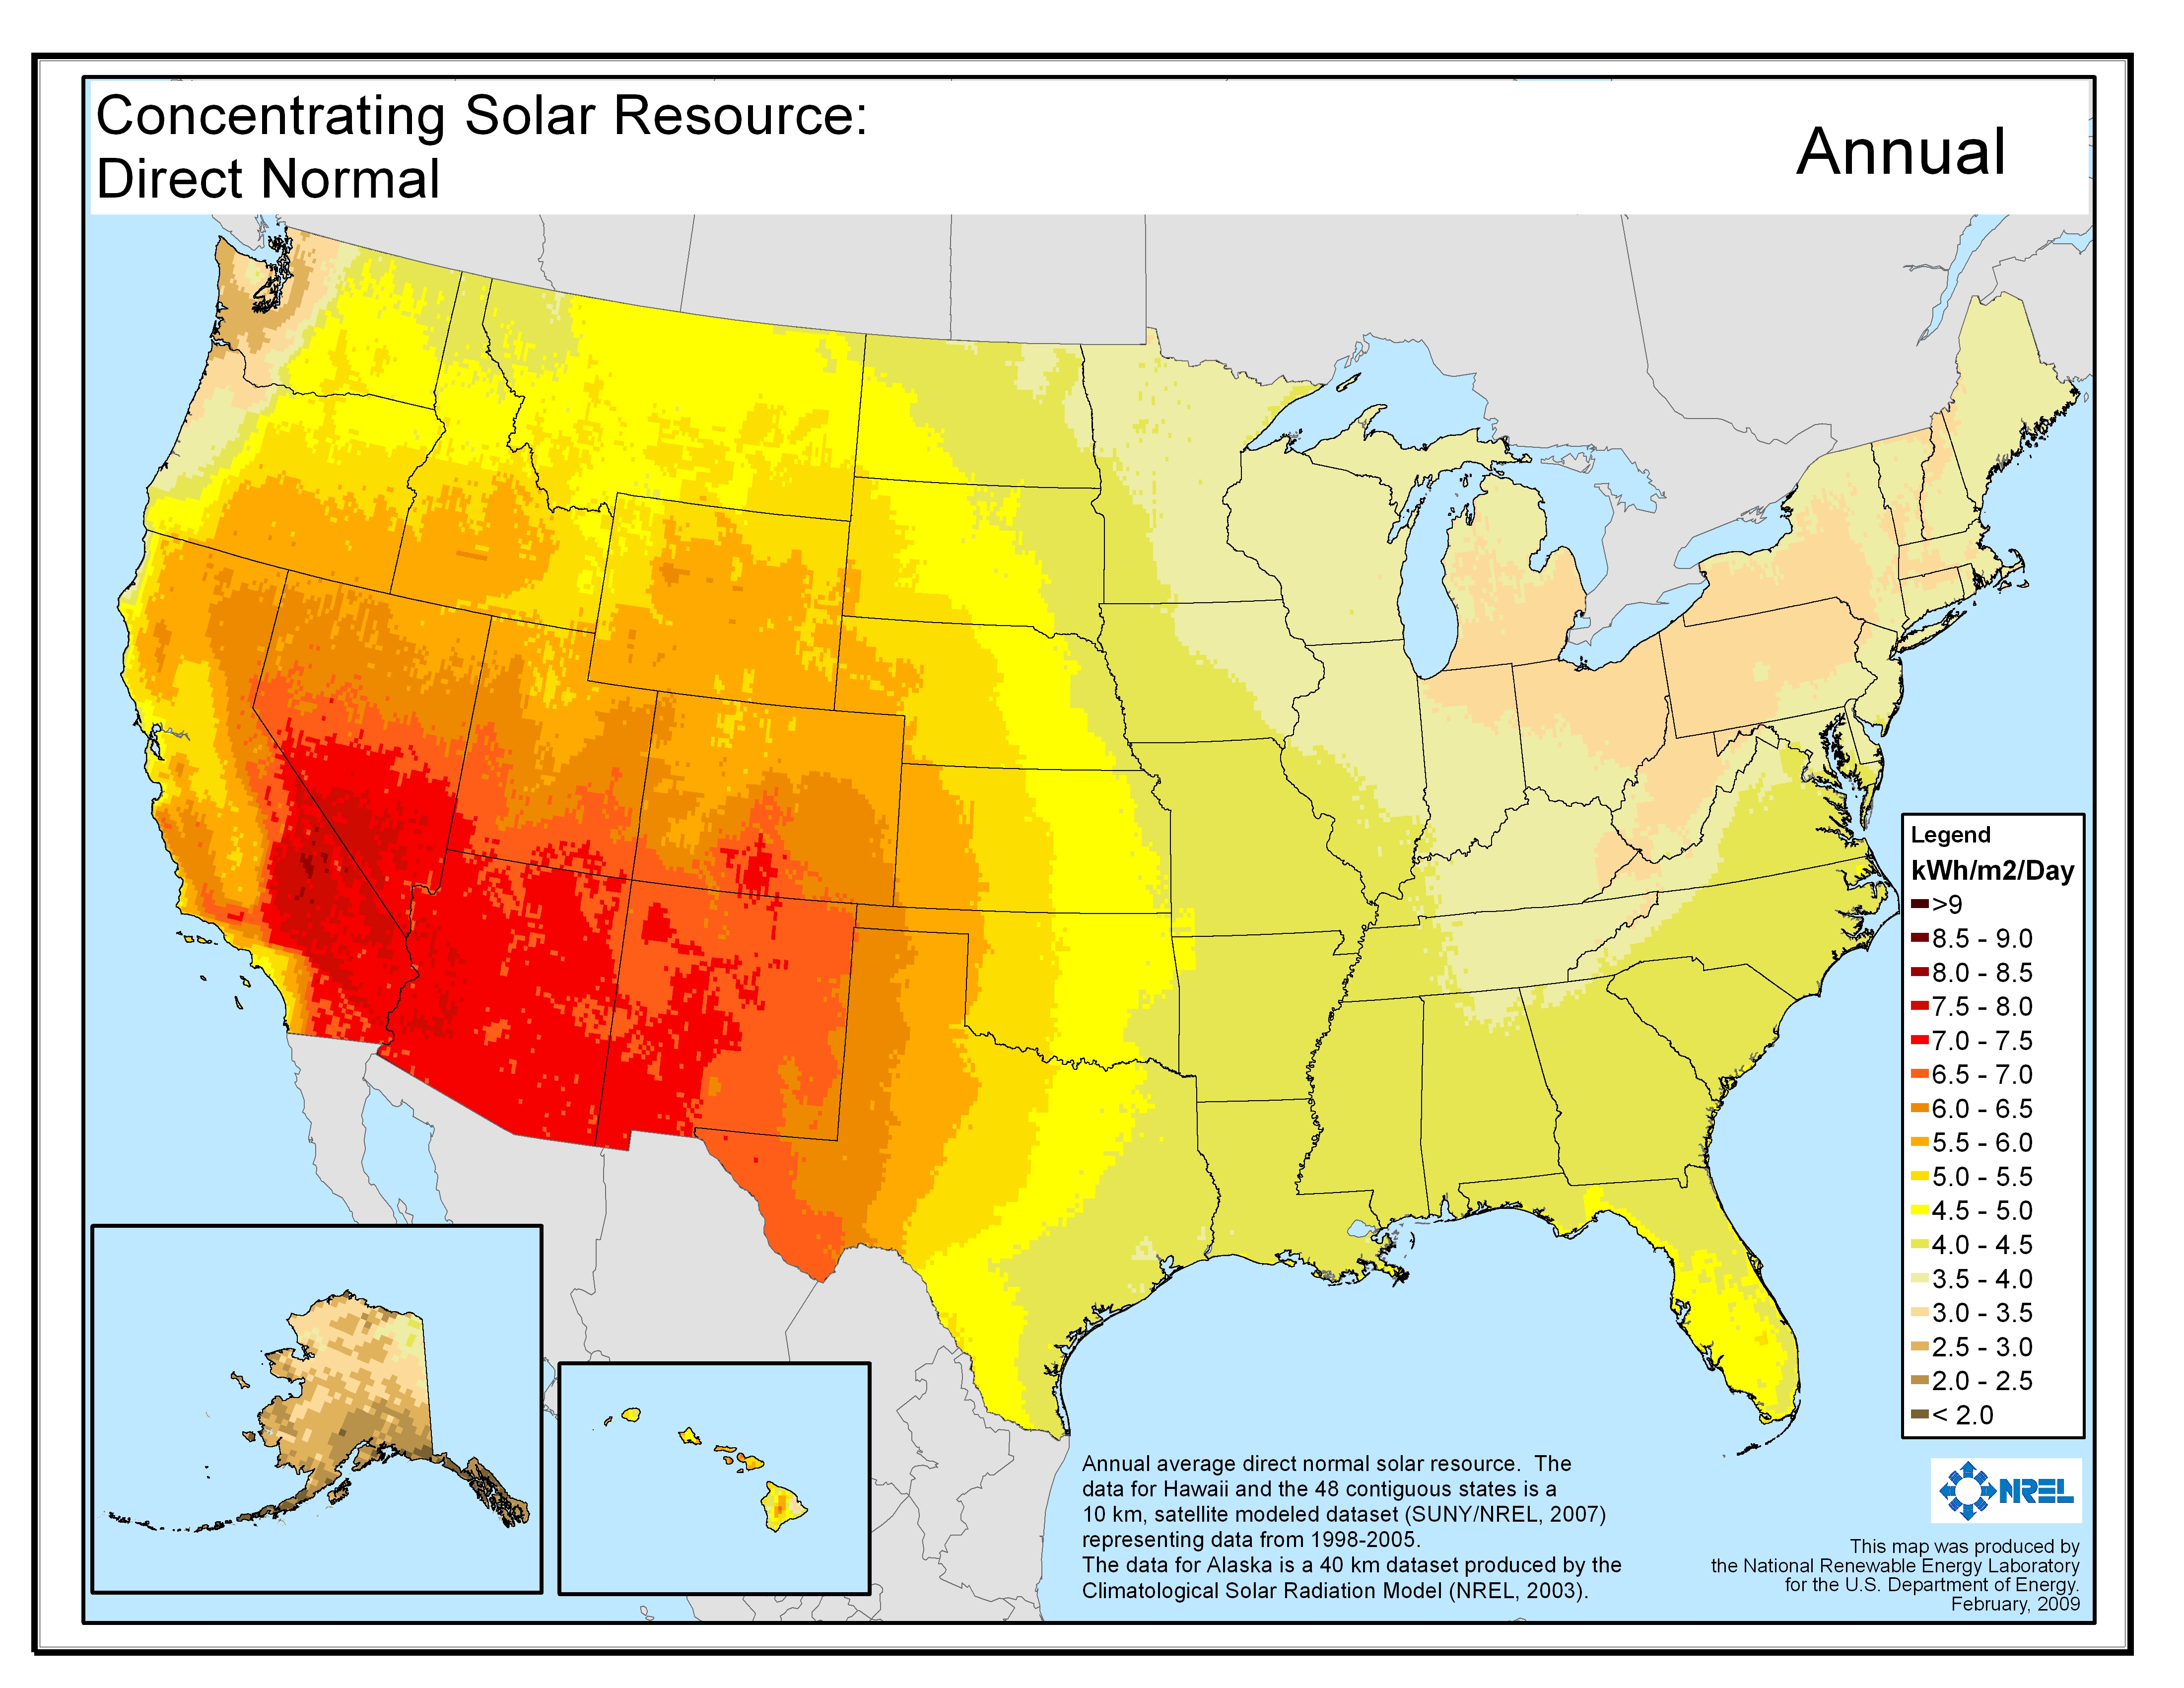 Concentrating Solar Resource:
Direct Normal
Annual
Legend
kWh/m2/Day
>9
8.5 - 9.0
8.0 - 8.5
7.5 - 8.0
7.0 - 7.5
6.5 - 7.0
6.0 - 6.5
5.5 - 6.0
5.0 - 5.5
4.5 - 5.0
4.0 - 4.5
3.5 - 4.0
3.0 - 3.5
2.5 - 3.0
2.0 - 2.5
< 2.0
Annual average direct normal solar resource. The
data for Hawaii and the 48 contiguous states is a
10 km, satellite modeled dataset (SUNY/NREL, 2007)
representing data from 1998-2005.
The data for Alaska is a 40 km dataset produced by the
Climatological Solar Radiation Model (NREL, 2003).
NREL
This map was produced by
the National Renewable Energy Laboratory
for the U.S. Department of Energy.
February, 2009